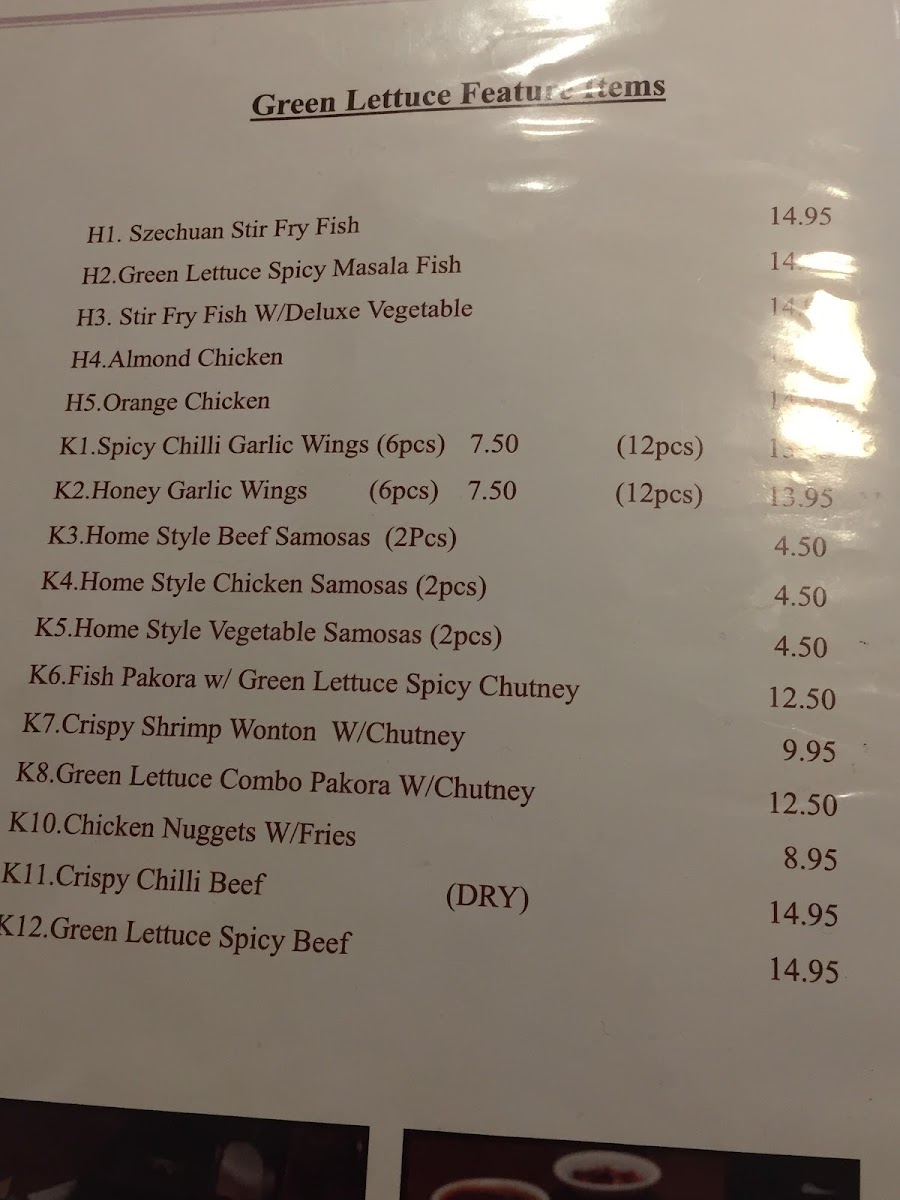 Green Lettuce Feature Items
H1. Szechuan Stir Fry Fish 14.95
H2.Green Lettuce Spicy Masala Fish
H3. Stir Fry Fish W/Deluxe Vegetable
H4.Almond Chicken
H5.Orange Chicken
K1.Spicy Chilli Garlic Wings (6pcs) 7.50 (12pcs)
K2.Honey Garlic Wings (6pcs) 7.50 (12pcs) 13.95
K3.Home Style Beef Samosas (2Pcs) 4.50
K4.Home Style Chicken Samosas (2pcs) 4.50
K5.Home Style Vegetable Samosas (2pcs) 4.50
K6.Fish Pakora w/ Green Lettuce Spicy Chutney 12.50
K7.Crispy Shrimp Wonton W/Chutney 9.95
K8.Green Lettuce Combo Pakora W/Chutney 12.50
K10.Chicken Nuggets W/Fries 8.95
K11.Crispy Chilli Beef (DRY) 14.95
K12.Green Lettuce Spicy Beef 14.95